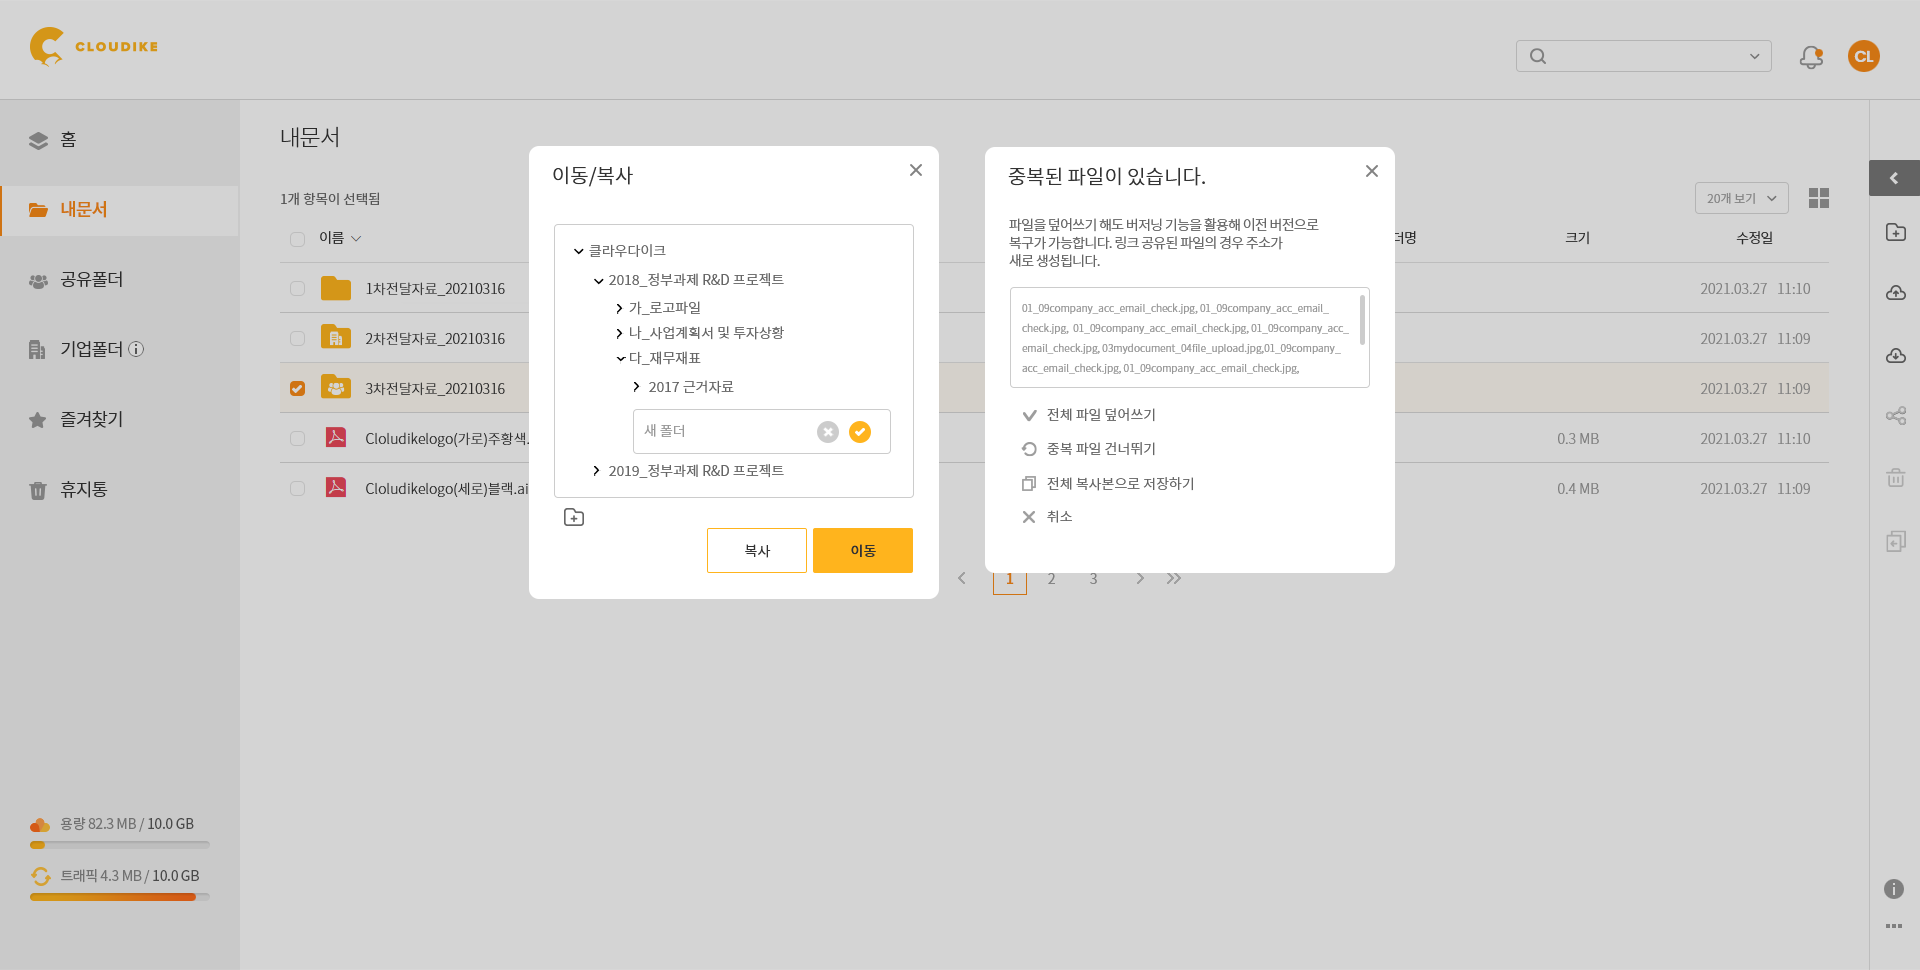 CLOUDIKE
CL
홈
내문서
공유폴더
기업폴더
즐겨찾기
휴지통
용량 82.3 MB / 10.0 GB
트래픽 4.3 MB / 10.0 GB
내문서
1개 항목이 선택됨
20개 보기
이름
더명
크기
수정일
1차전달자료_20210316
2021.03.27 11:10
2차전달자료_20210316
2021.03.27 11:09
3차전달자료_20210316
2021.03.27 11:09
Cloludikelogo(가로)주황색.
0.3 MB
2021.03.27 11:10
Cloludikelogo(세로)블랙.ai
0.4 MB
2021.03.27 11:09
1 2 3
이동/복사
클라우다이크
2018_정부과제 R&D 프로젝트
가_로고파일
나_사업계획서 및 투자상황
다_재무재표
2017 근거자료
새 폴더
2019_정부과제 R&D 프로젝트
복사
이동
중복된 파일이 있습니다.
파일을 덮어쓰기 해도 버저닝 기능을 활용해 이전 버전으로
복구가 가능합니다. 링크 공유된 파일의 경우 주소가
새로 생성됩니다.
01_09company_acc_email_check.jpg, 01_09company_acc_email_
check.jpg, 01_09company_acc_email_check.jpg, 01_09company_acc_
email_check.jpg, 03mydocument_04file_upload.jpg,01_09company_
acc_email_check.jpg, 01_09company_acc_email_check.jpg,
전체 파일 덮어쓰기
중복 파일 건너뛰기
전체 복사본으로 저장하기
취소